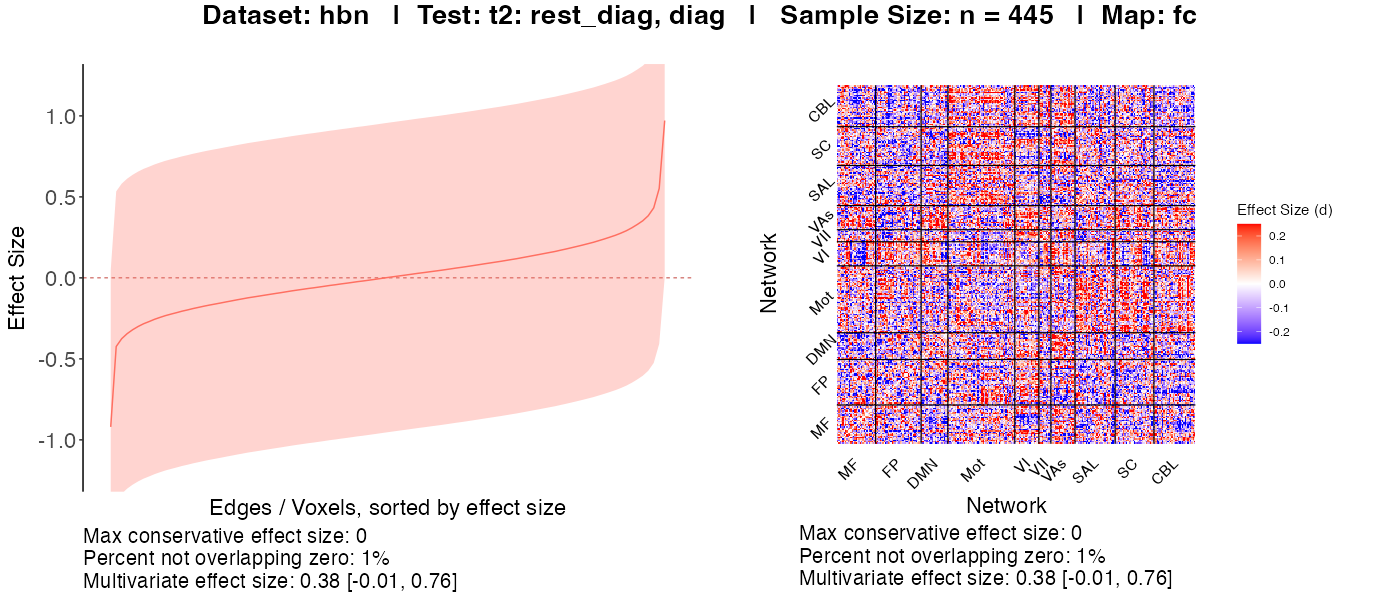 Dataset: hbn | Test: t2: rest_diag, diag | Sample Size: n = 445 | Map: fc
Effect Size
1.0
0.5
0.0
-0.5
-1.0
Edges / Voxels, sorted by effect size
Max conservative effect size: 0
Percent not overlapping zero: 1%
Multivariate effect size: 0.38 [-0.01, 0.76]
Network
CBL
SC
SAL
VAs
VII
VI
Mot
DMN
FP
MF
MF
FP
DMN
Mot
VI
VII
VAs
SAL
SC
CBL
Network
Max conservative effect size: 0
Percent not overlapping zero: 1%
Multivariate effect size: 0.38 [-0.01, 0.76]
Effect Size (d)
0.2
0.1
0.0
-0.1
-0.2